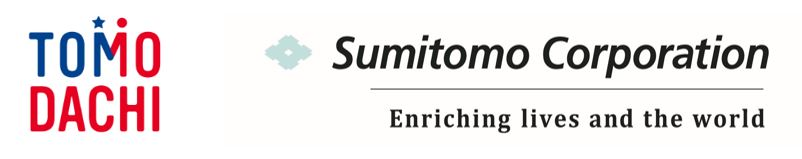 TOMO
DACHI
Sumitomo Corporation
Enriching lives and the world